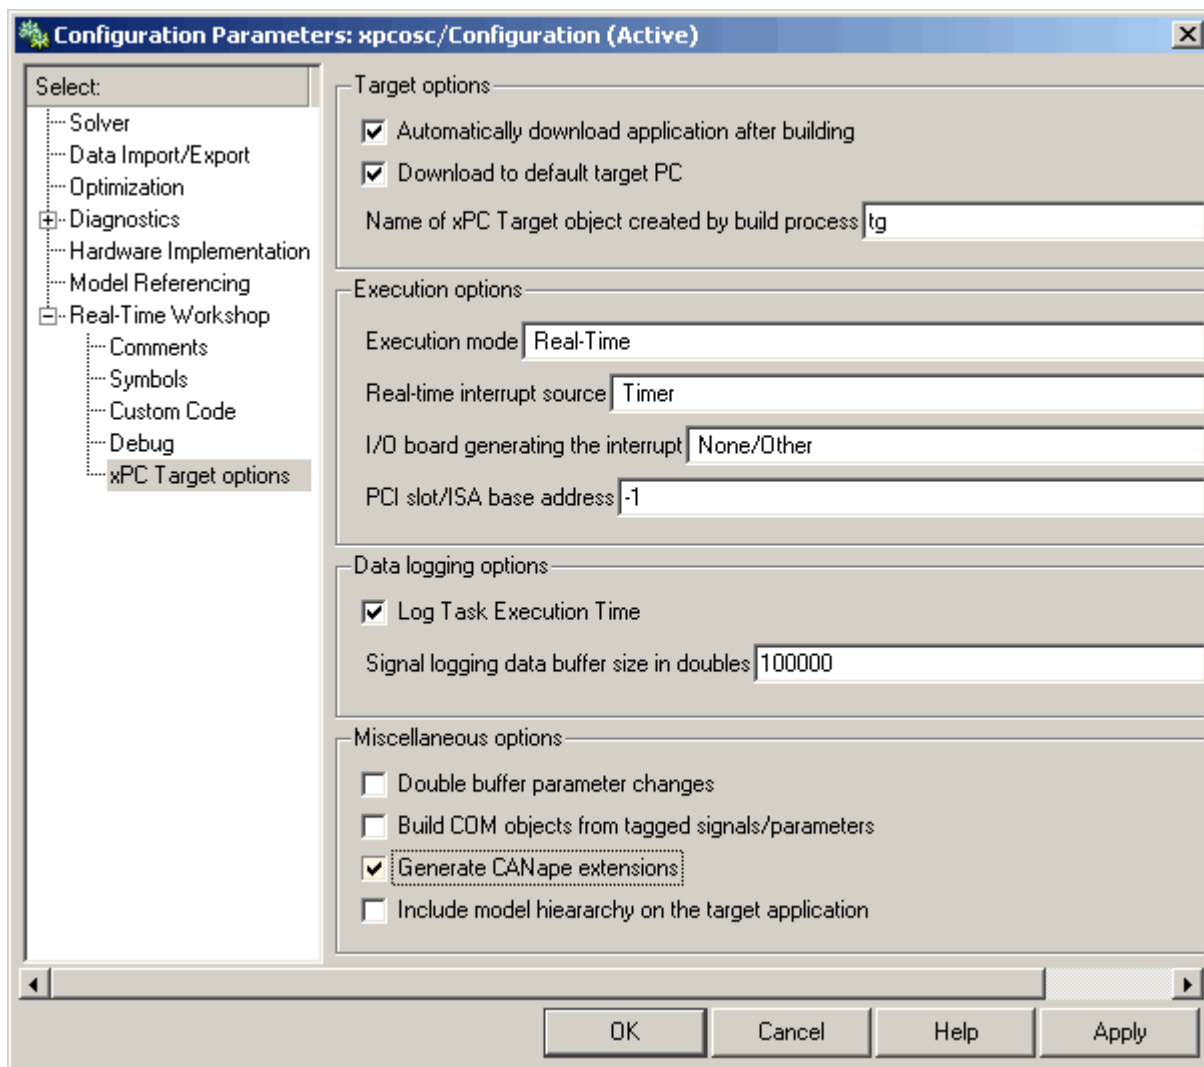 Configuration Parameters: xpcosc/Configuration (Active)
Select:
Solver
Data Import/Export
Optimization
Diagnostics
Hardware Implementation
Model Referencing
Real-Time Workshop
Comments
Symbols
Custom Code
Debug
xPC Target options
Target options
Automatically download application after building
Download to default target PC
Name of xPC Target object created by build process tg
Execution options
Execution mode Real-Time
Real-time interrupt source Timer
I/O board generating the interrupt None/Other
PCI slot/ISA base address -1
Data logging options
Log Task Execution Time
Signal logging data buffer size in doubles 100000
Miscellaneous options
Double buffer parameter changes
Build COM objects from tagged signals/parameters
Generate CANape extensions
Include model hieararchy on the target application
OK Cancel Help Apply